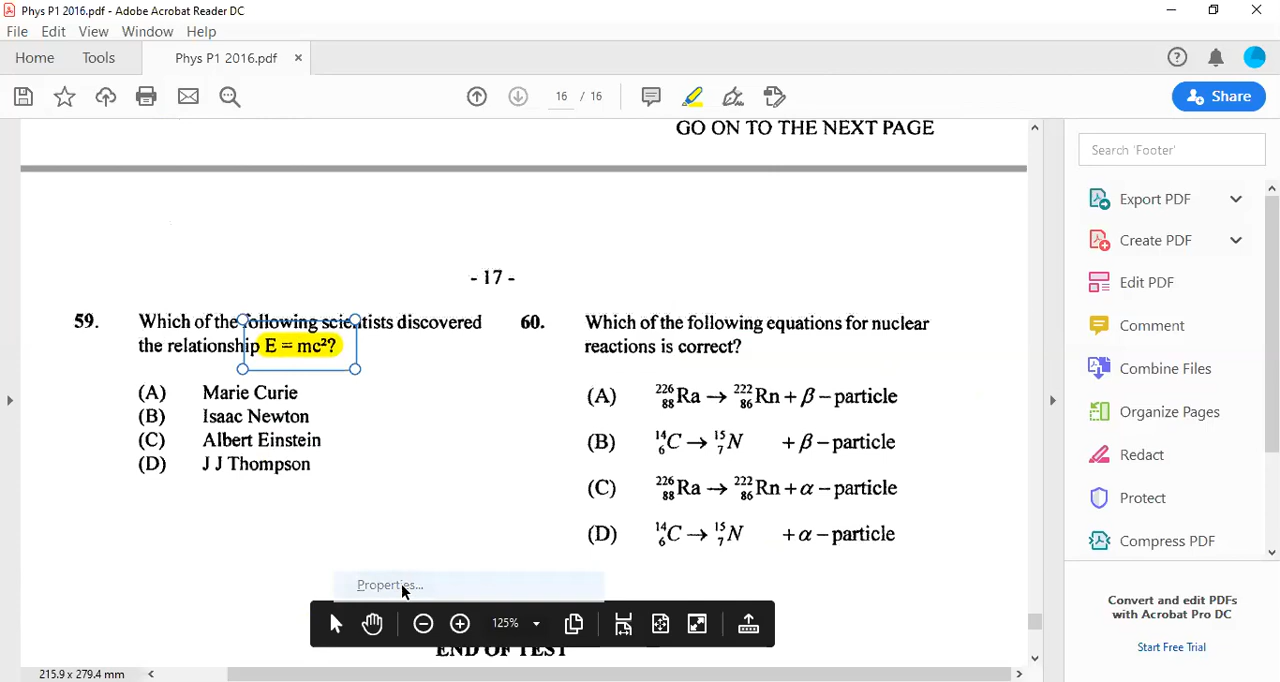 Phys P1 2016.pdf - Adobe Acrobat Reader DC
File Edit View Window Help
Home Tools Phys P1 2016.pdf ×
16 / 16
Share
GO ON TO THE NEXT PAGE
- 17 -
59. Which of the following scientists discovered
the relationship E = mc²?
(A) Marie Curie
(B) Isaac Newton
(C) Albert Einstein
(D) J J Thompson
60. Which of the following equations for nuclear
reactions is correct?
(A) ²²⁶₈₈Ra → ²²²₈₆Rn + β – particle
(B) ¹⁴₆C → ¹⁵₇N + β – particle
(C) ²²⁶₈₈Ra → ²²²₈₆Rn + α – particle
(D) ¹⁴₆C → ¹⁵₇N + α – particle
Properties...
125%
END OF TEST
215.9 x 279.4 mm
Search 'Footer'
Export PDF
Create PDF
Edit PDF
Comment
Combine Files
Organize Pages
Redact
Protect
Compress PDF
Convert and edit PDFs
with Acrobat Pro DC
Start Free Trial